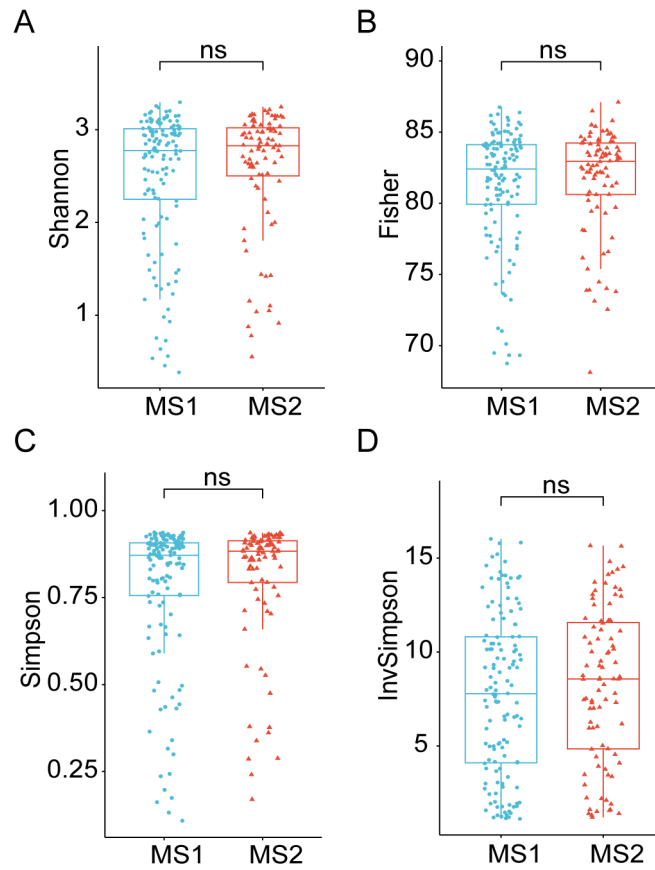 A
ns
Shannon
3
2
1
MS1 MS2
B
ns
Fisher
90
85
80
75
70
MS1 MS2
C
ns
Simpson
1.00
0.75
0.50
0.25
MS1 MS2
D
ns
InvSimpson
15
10
5
MS1 MS2